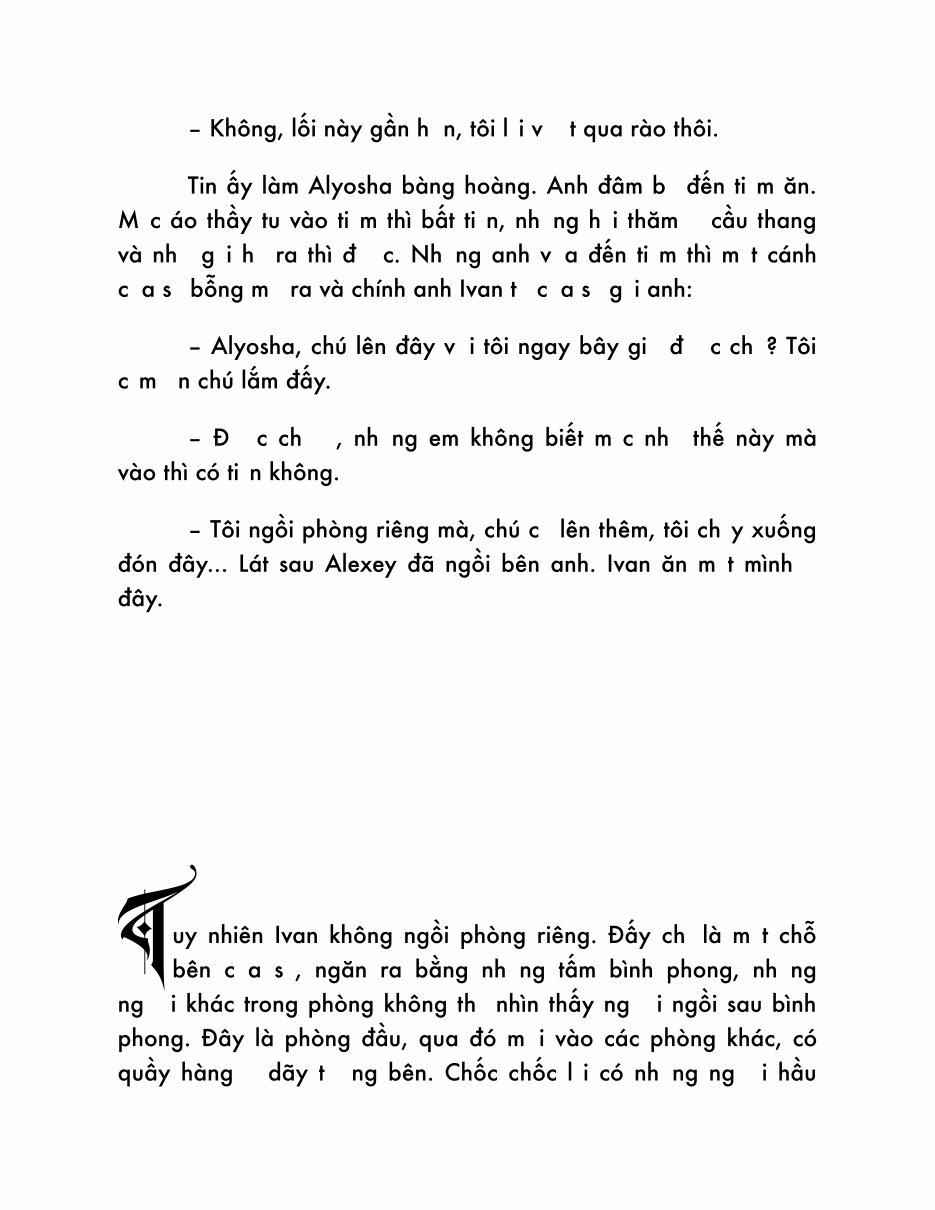 – Không, lối này gần h n, tôi l i v t qua rào thôi.
Tin ấy làm Alyosha bàng hoàng. Anh đâm b đến ti m ăn.
M c áo thầy tu vào ti m thì bất ti n, nh ng h i thăm cầu thang
và nh g i h ra thì đ c. Nh ng anh v a đến ti m thì m t cánh
c a s bỗng m ra và chính anh Ivan t c a s g i anh:
– Alyosha, chú lên đây v i tôi ngay bây gi đ c ch ? Tôi
c m n chú lắm đấy.
– Đ c ch , nh ng em không biết m c nh thế này mà
vào thì có ti n không.
– Tôi ngồi phòng riêng mà, chú c lên thêm, tôi ch y xuống
đón đây... Lát sau Alexey đã ngồi bên anh. Ivan ăn m t mình
đây.
Tuy nhiên Ivan không ngồi phòng riêng. Đấy ch là m t chỗ
bên c a s , ngăn ra bằng nh ng tấm bình phong, nh ng
ng i khác trong phòng không th nhìn thấy ng i ngồi sau bình
phong. Đây là phòng đầu, qua đó m i vào các phòng khác, có
quầy hàng dãy t ng bên. Chốc chốc l i có nh ng ng i hầu